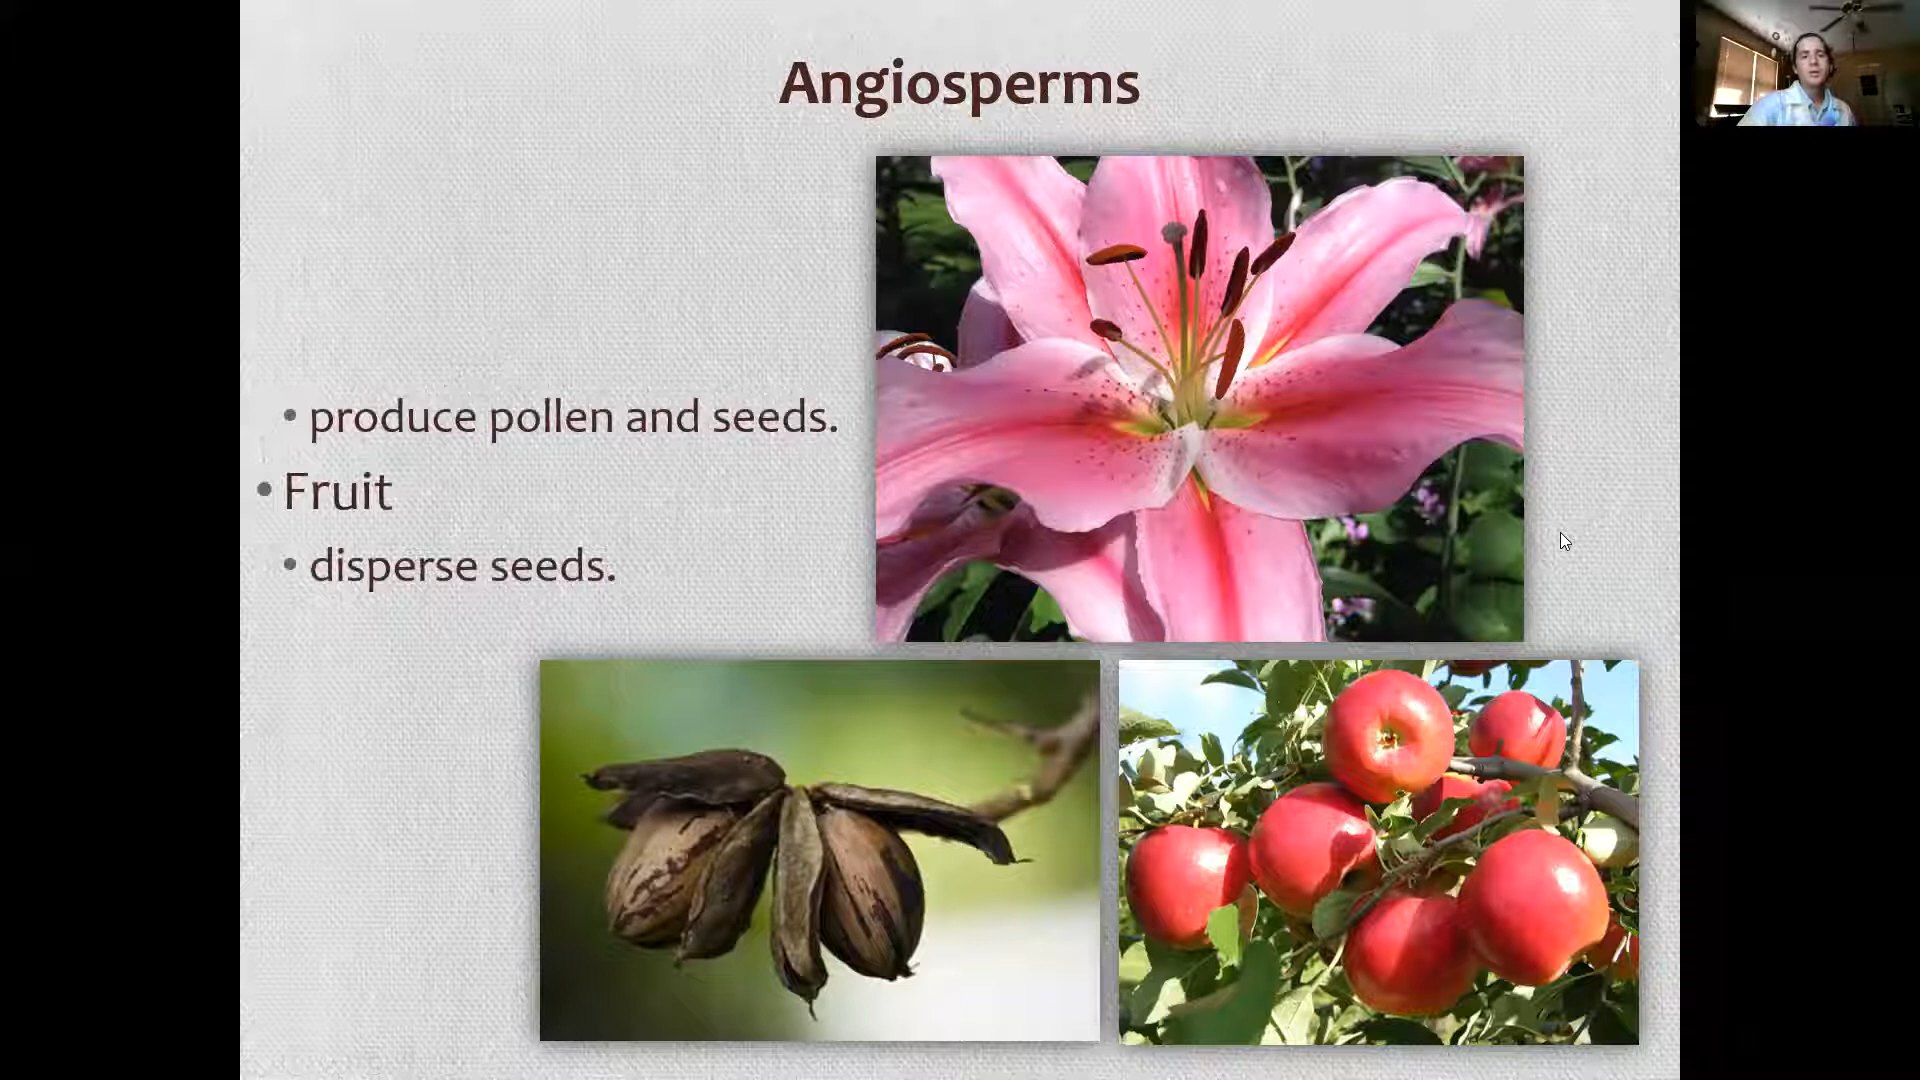 Angiosperms
• produce pollen and seeds.
• Fruit
• disperse seeds.